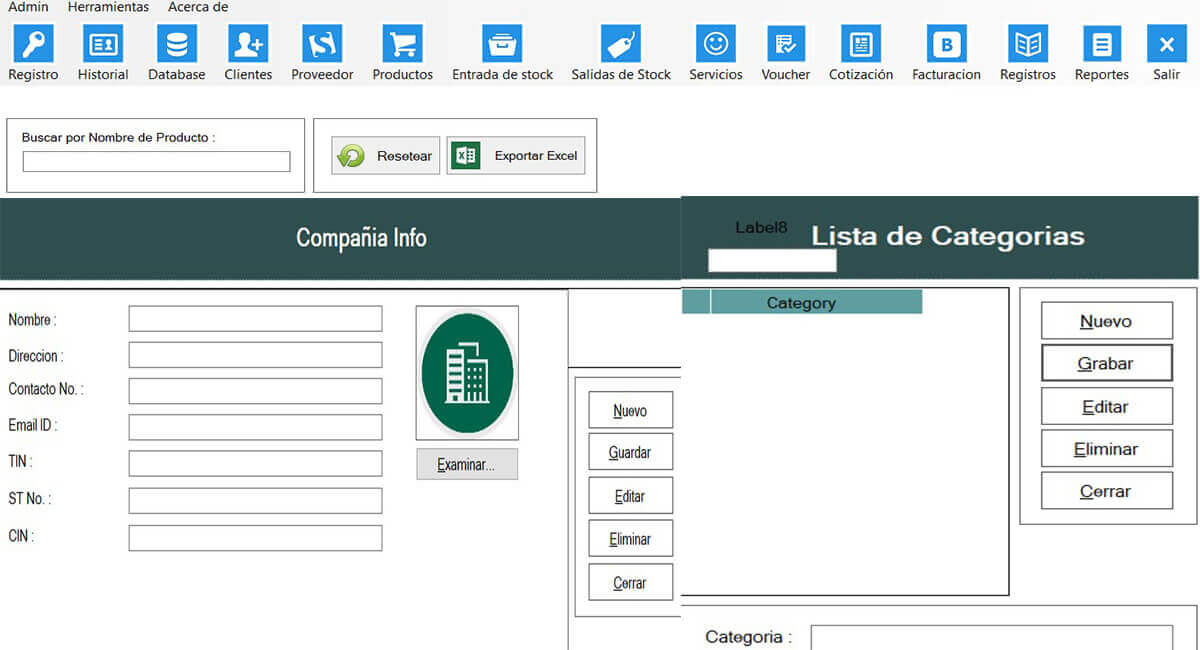 Admin Herramientas Acerca de
Registro Historial Database Clientes Proveedor Productos Entrada de stock Salidas de Stock Servicios Voucher Cotización Facturacion Registros Reportes Salir
Buscar por Nombre de Producto :
Resetear Exportar Excel
Compañia Info
Nombre :
Direccion :
Contacto No. :
Email ID :
TIN :
ST No. :
CIN :
Examinar...
Nuevo
Guardar
Editar
Eliminar
Cerrar
Label8
Lista de Categorias
Category
Nuevo
Grabar
Editar
Eliminar
Cerrar
Categoria :